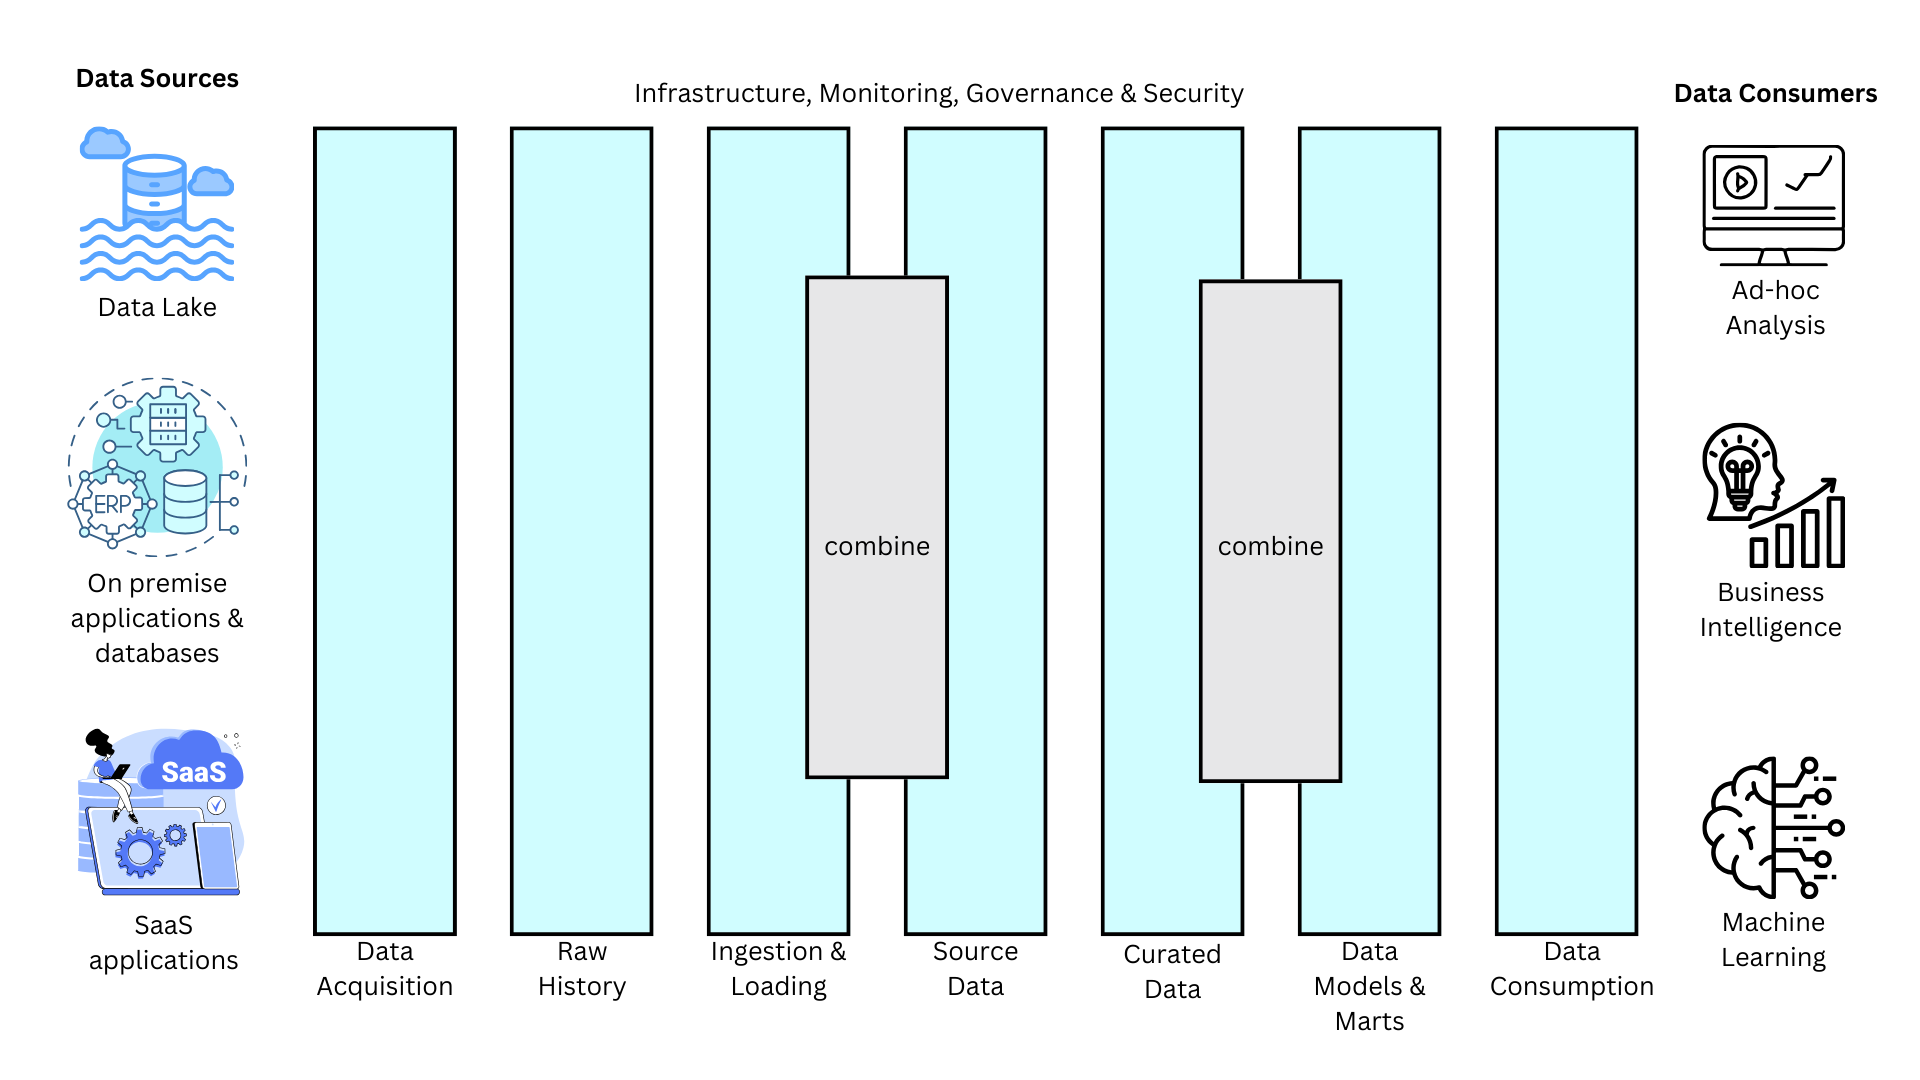 Data Sources
Infrastructure, Monitoring, Governance & Security
Data Consumers
Data Lake
ERP
On premise
applications &
databases
SaaS
SaaS
applications
combine
combine
Data
Acquisition
Raw
History
Ingestion &
Loading
Source
Data
Curated
Data
Data
Models &
Marts
Data
Consumption
Ad-hoc
Analysis
Business
Intelligence
Machine
Learning